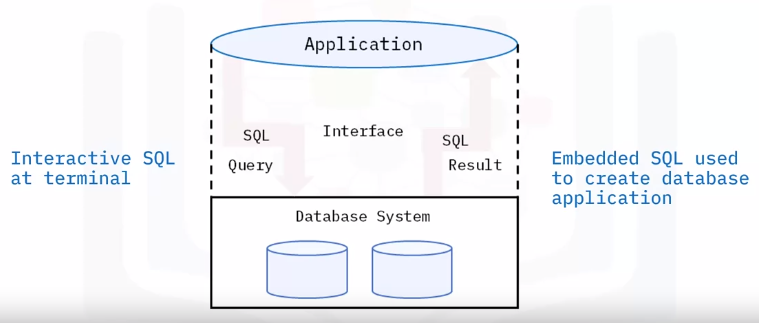 Application
Interface
SQL
Query
SQL
Result
Interactive SQL
at terminal
Embedded SQL used
to create database
application
Database System